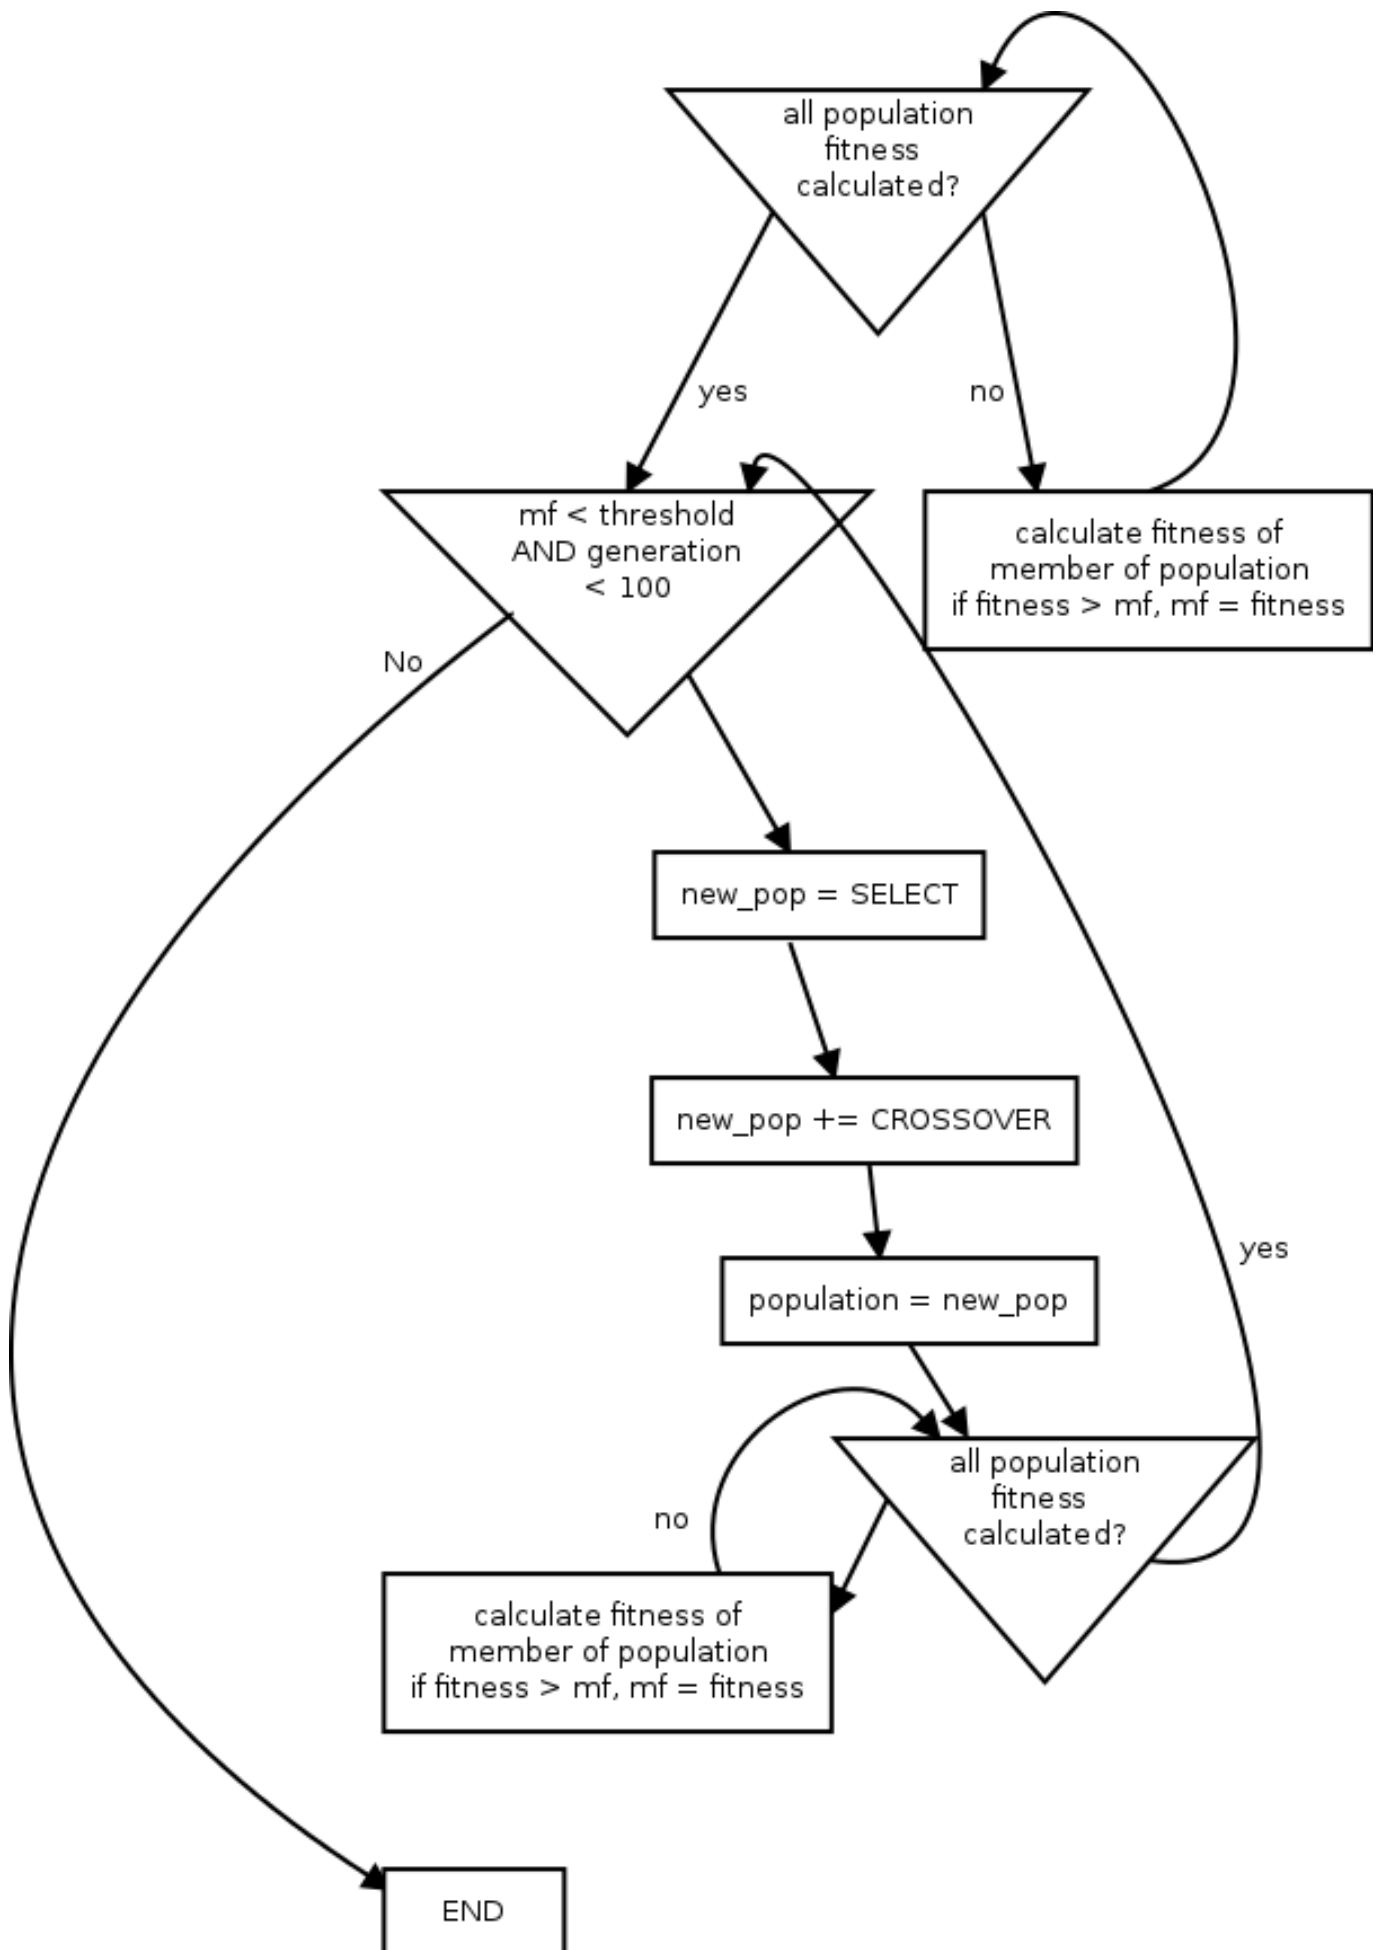 all population
fitness
calculated?
yes
no
mf < threshold
AND generation
< 100
calculate fitness of
member of population
if fitness > mf, mf = fitness
No
new_pop = SELECT
new_pop += CROSSOVER
yes
population = new_pop
all population
fitness
calculated?
no
calculate fitness of
member of population
if fitness > mf, mf = fitness
END